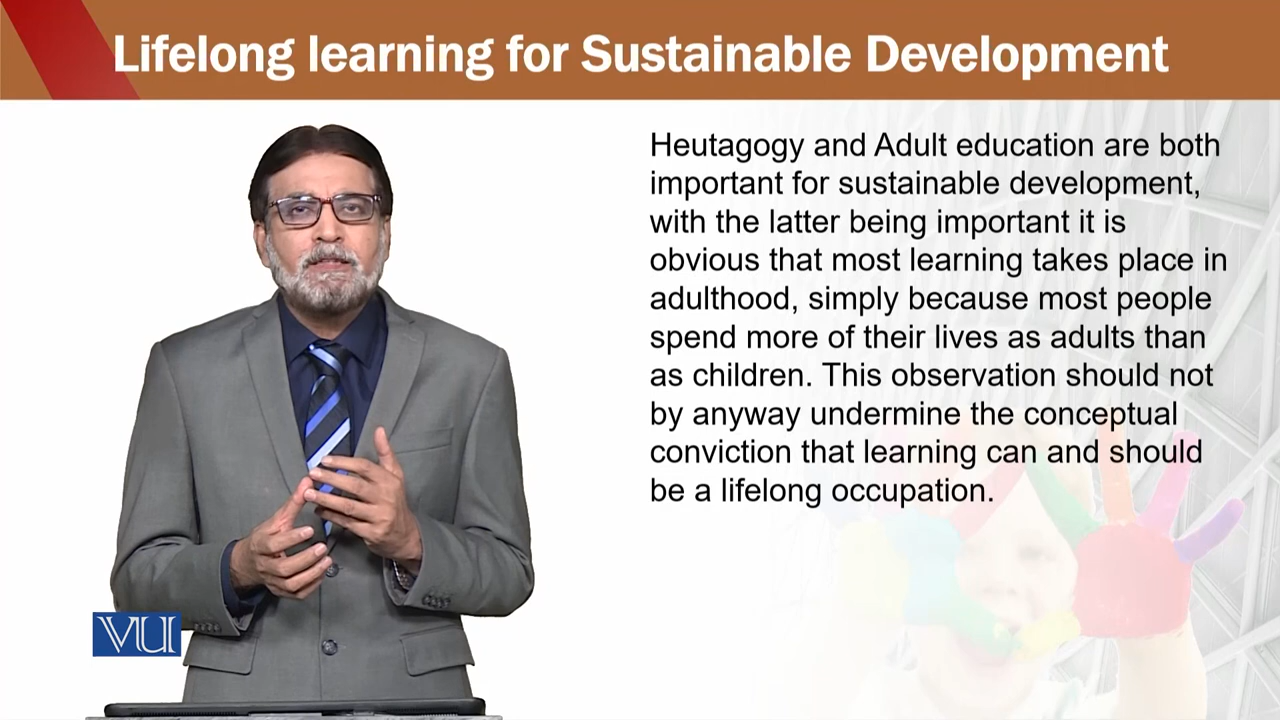 Lifelong learning for Sustainable Development
Heutagogy and Adult education are both
important for sustainable development,
with the latter being important it is
obvious that most learning takes place in
adulthood, simply because most people
spend more of their lives as adults than
as children. This observation should not
by anyway undermine the conceptual
conviction that learning can and should
be a lifelong occupation.
VU